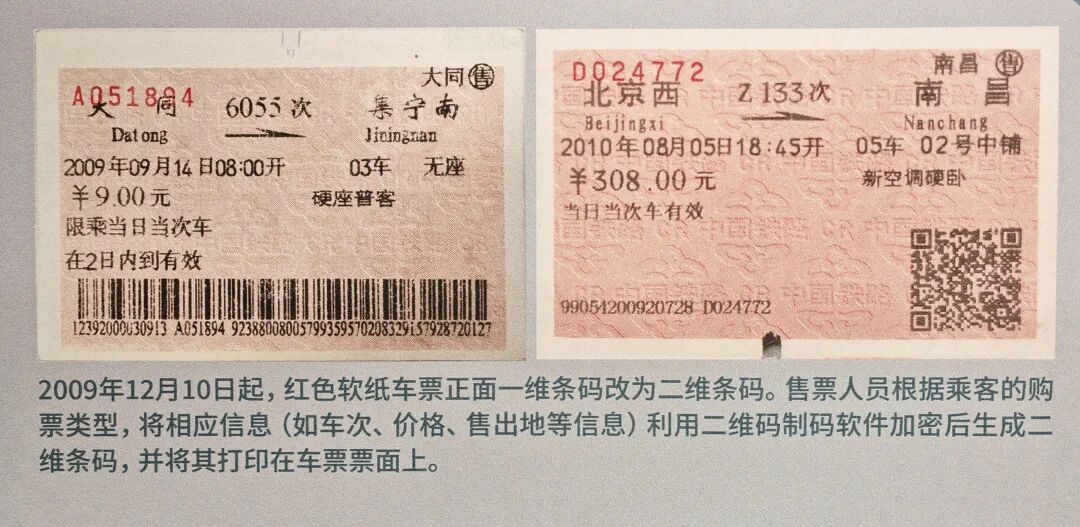 大同 售
A051894
大同 6055次 集宁南
Datong Jiningnan
2009年09月14日08:00开 03车 无座
￥9.00元 硬座普客
限乘当日当次车
在2日内到有效
12392000630913 A051894 9238800800579935957020832915792872012​7
南昌 售
D024772
北京西 Z133次 南昌
Beijingxi Nanchang
2010年08月05日18:45开 05车 02号中铺
￥308.00元 新空调硬卧
当日当次车有效
99054200920728 D024772
2009年12月10日起，红色软纸车票正面一维条码改为二维条码。售票人员根据乘客的购
票类型，将相应信息（如车次、价格、售出地等信息）利用二维码制码软件加密后生成二
维条码，并将其打印在车票票面上。